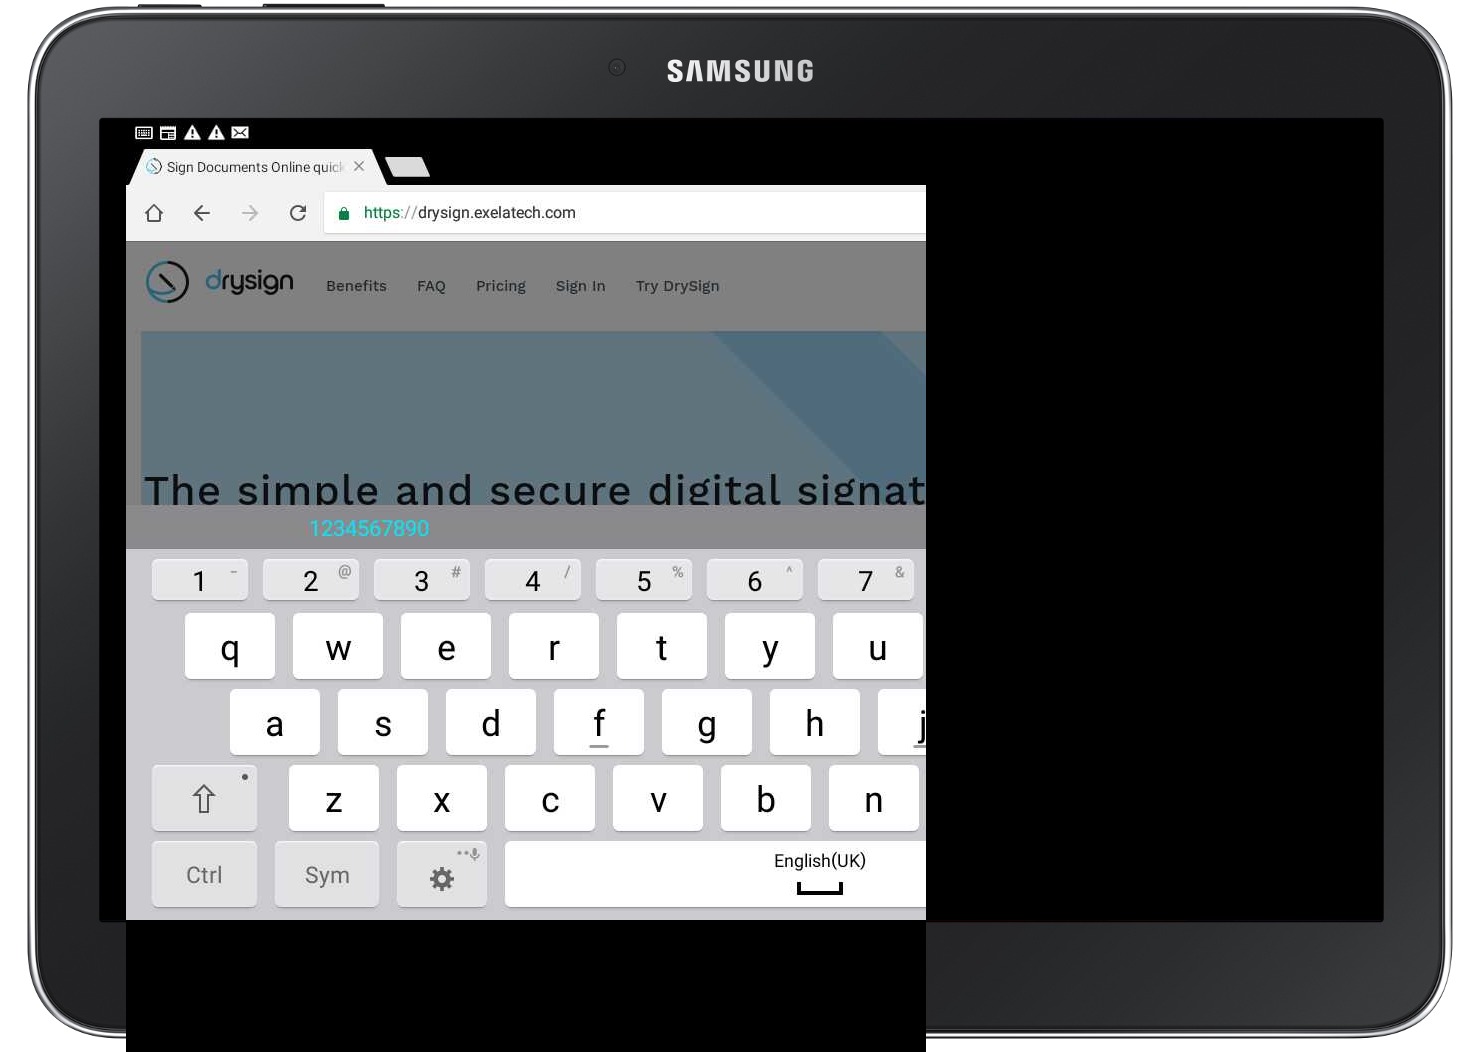 SAMSUNG
Sign Documents Online quick
https://drysign.exelatech.com
drysign Benefits FAQ Pricing Sign In Try DrySign
The simple and secure digital signat
1234567890
1 - 2 @ 3 # 4 / 5 % 6 ^ 7 &
q w e r t y u
a s d f g h j
z x c v b n
Ctrl Sym English(UK)